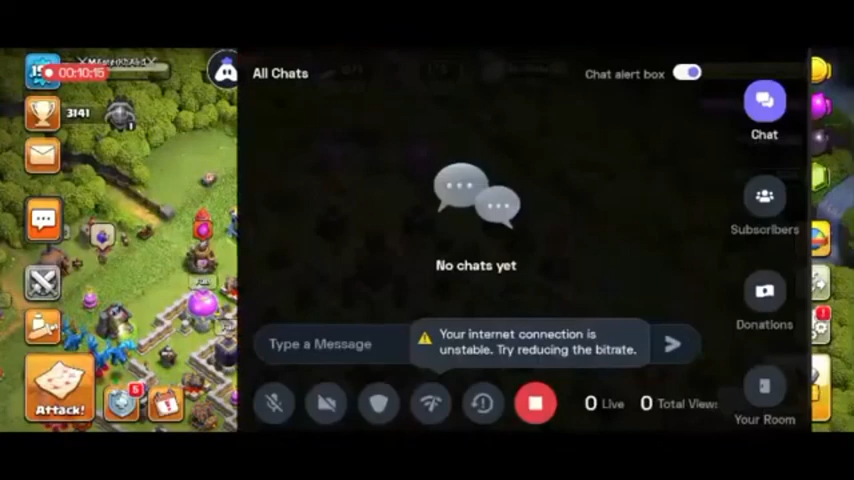 00:10:15
3141
1
Attack!
5
All Chats
Chat alert box
Chat
No chats yet
Subscribers
Donations
Type a Message
Your internet connection is
unstable. Try reducing the bitrate.
0 Live
0 Total Views
Your Room